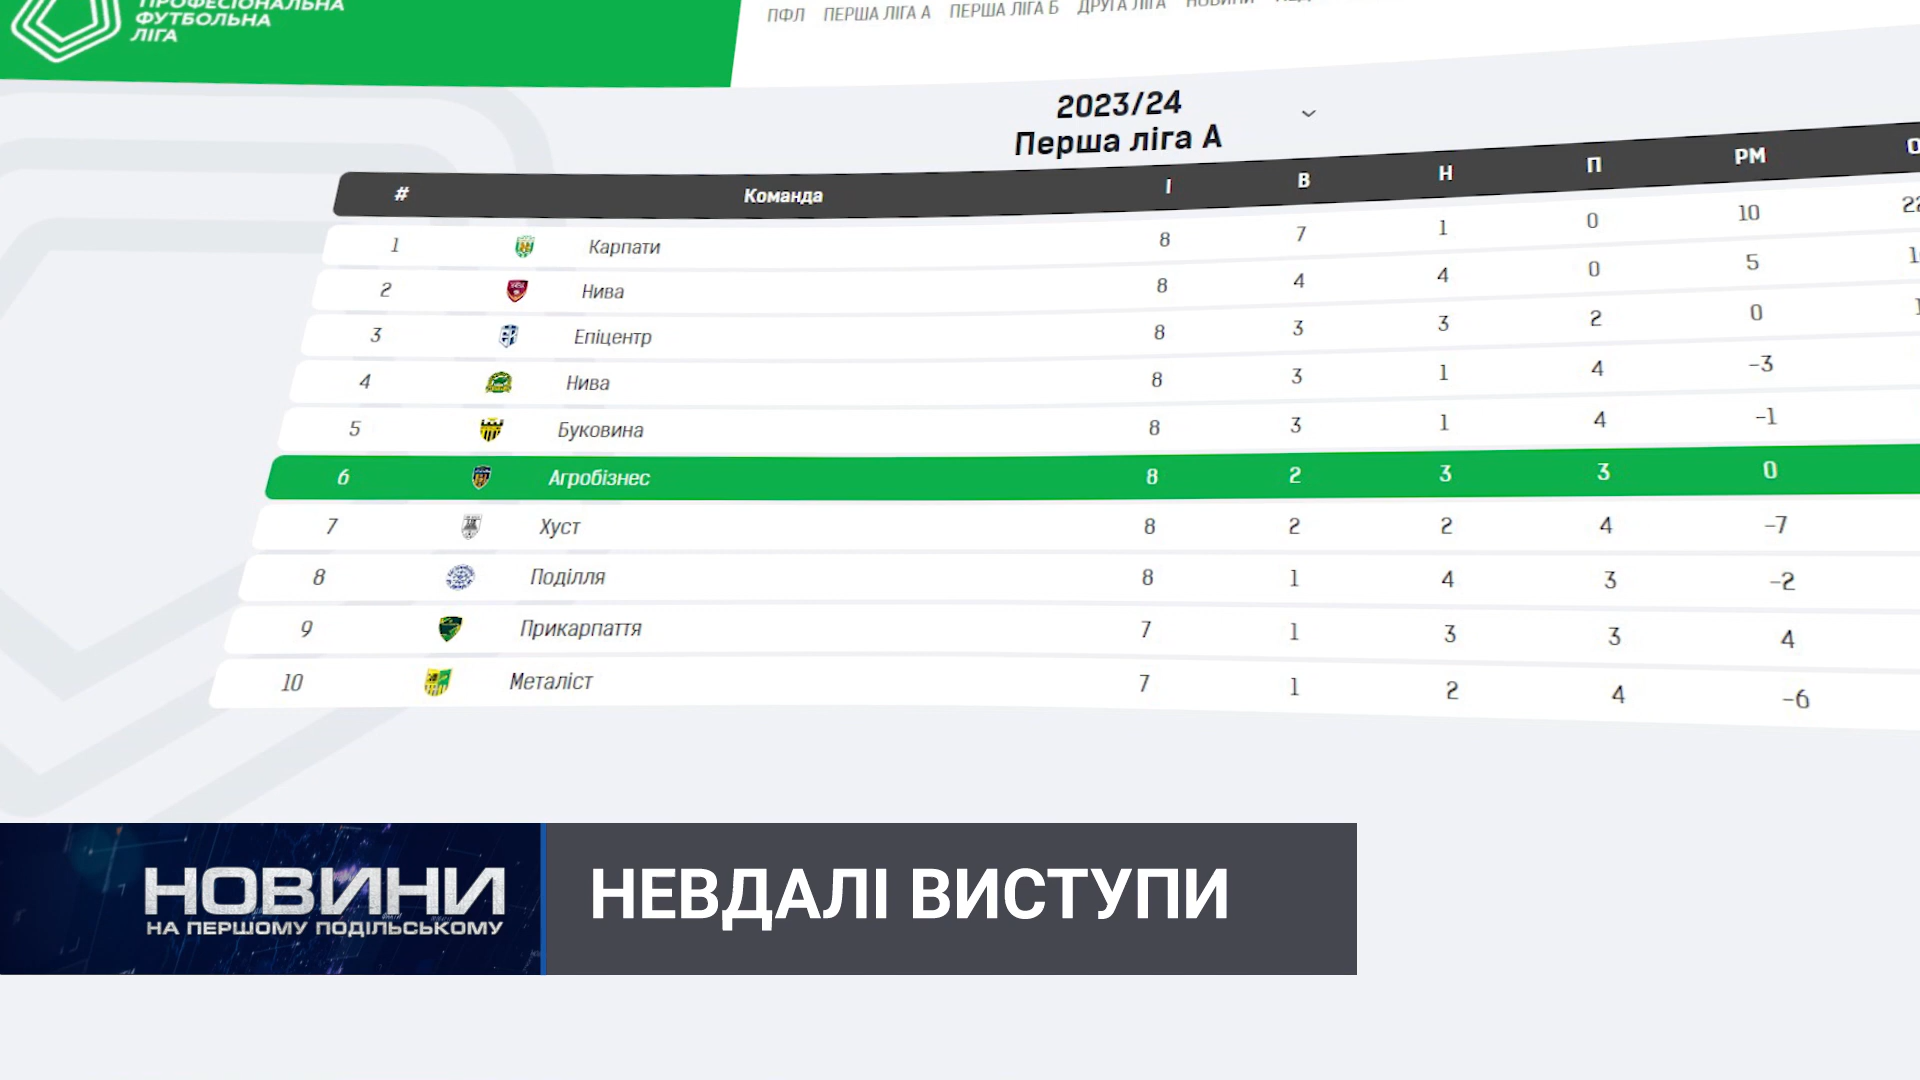 ПРОФЕСІОНАЛЬНА
ФУТБОЛЬНА
ЛІГА
ПФЛ ПЕРША ЛІГА А ПЕРША ЛІГА Б ДРУГА ЛІГА НОВИНИ
2023/24
Перша ліга А
# Команда І В Н П РМ
1 Карпати 8 7 1 0 10
2 Нива 8 4 4 0 5
3 Епіцентр 8 3 3 2 0
4 Нива 8 3 1 4 -3
5 Буковина 8 3 1 4 -1
6 Агробізнес 8 2 3 3 0
7 Хуст 8 2 2 4 -7
8 Поділля 8 1 4 3 -2
9 Прикарпаття 7 1 3 3 4
10 Металіст 7 1 2 4 -6
НОВИНИ
НА ПЕРШОМУ ПОДІЛЬСЬКОМУ
НЕВДАЛІ ВИСТУПИ